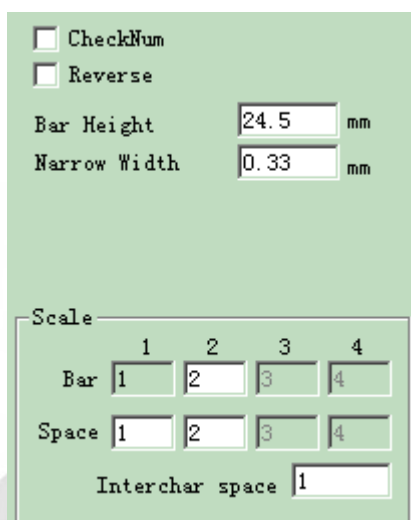 CheckNum
Reverse
Bar Height 24.5 mm
Narrow Width 0.33 mm
Scale
1 2 3 4
Bar 1 2 3 4
Space 1 2 3 4
Interchar space 1